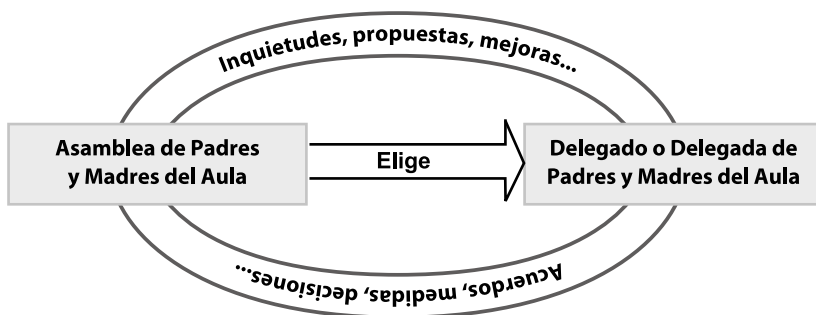 Inquietudes, propuestas, mejoras...
Asamblea de Padres
y Madres del Aula
Elige
Delegado o Delegada de
Padres y Madres del Aula
Acuerdos, medidas, decisiones...